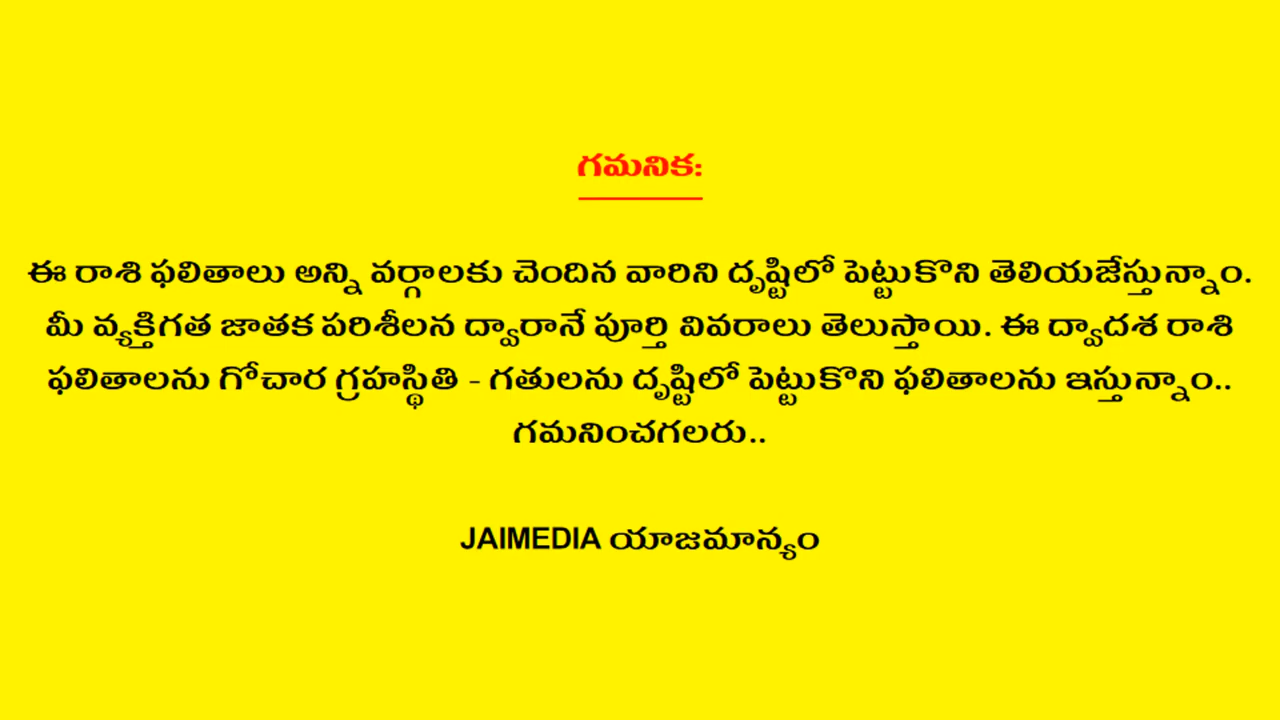 గమనిక:
ఈ రాశి ఫలితాలు అన్ని వర్గాలకు చెందిన వారిని దృష్టిలో పెట్టుకొని తెలియజేస్తున్నాం.
మీ వ్యక్తిగత జాతక పరిశీలన ద్వారానే పూర్తి వివరాలు తెలుస్తాయి. ఈ ద్వాదశ రాశి
ఫలితాలను గోచార గ్రహస్థితి - గతులను దృష్టిలో పెట్టుకొని ఫలితాలను ఇస్తున్నాం..
గమనించగలరు..
JAIMEDIA యాజమాన్యం